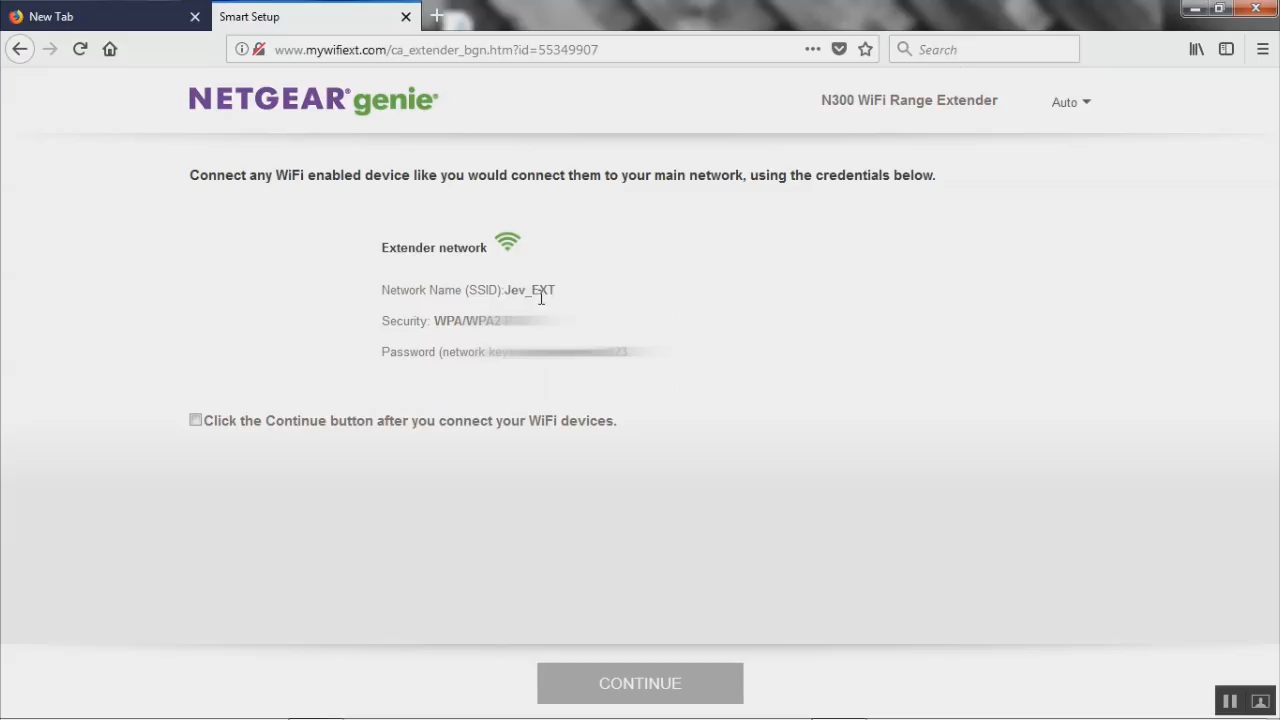 New Tab
Smart Setup
www.mywifiext.com/ca_extender_bgn.htm?id=55349907
Search
NETGEAR® genie®
N300 WiFi Range Extender
Auto
Connect any WiFi enabled device like you would connect them to your main network, using the credentials below.
Extender network
Network Name (SSID):Jev_EXT
Security: WPA/WPA2
Password (network key
Click the Continue button after you connect your WiFi devices.
CONTINUE